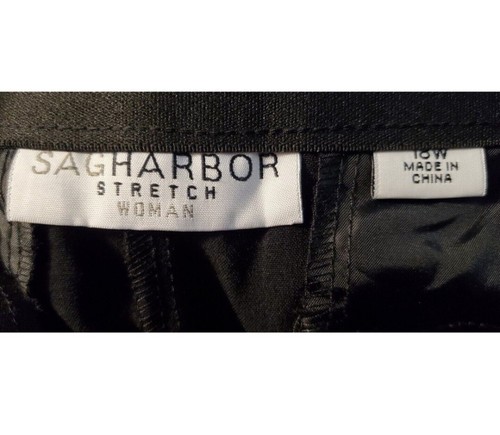 SAGHARBOR
STRETCH
WOMAN
18W
MADE IN
CHINA